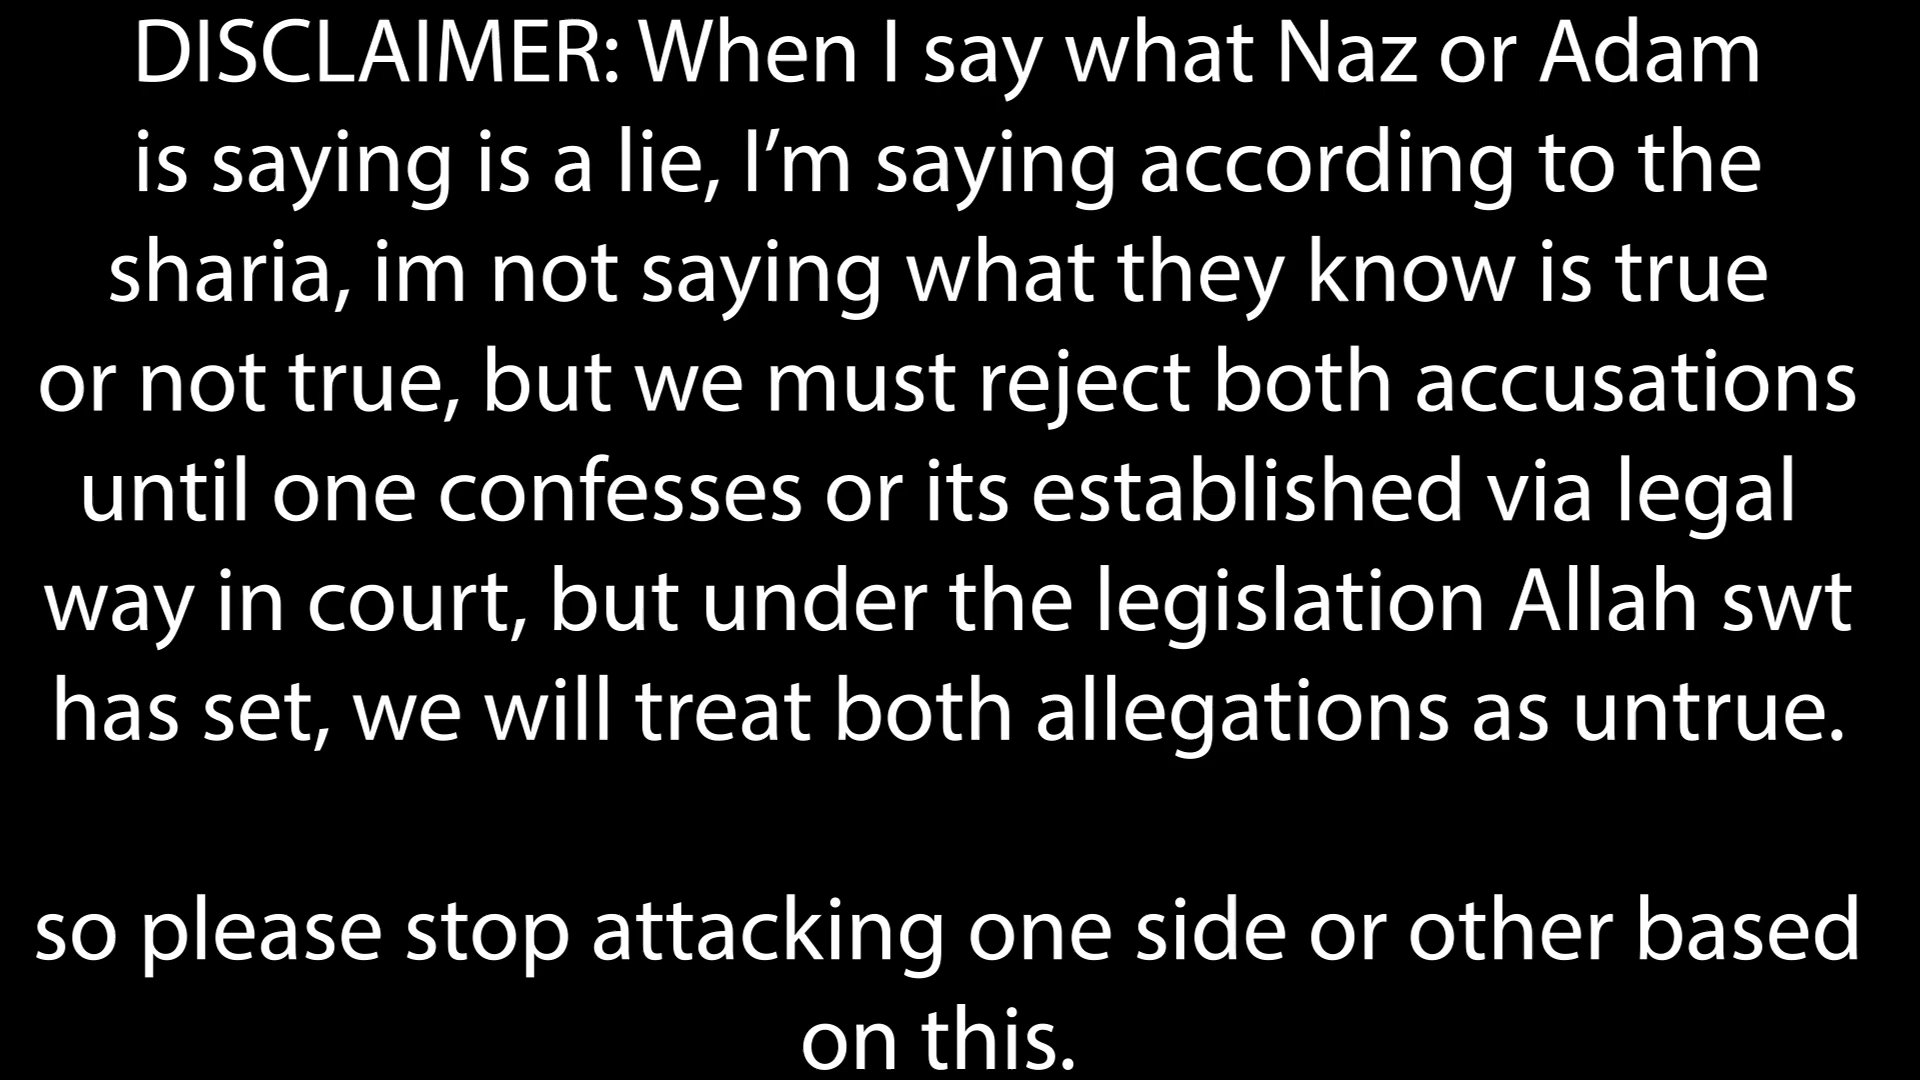 DISCLAIMER: When I say what Naz or Adam
is saying is a lie, I’m saying according to the
sharia, im not saying what they know is true
or not true, but we must reject both accusations
until one confesses or its established via legal
way in court, but under the legislation Allah swt
has set, we will treat both allegations as untrue.
so please stop attacking one side or other based
on this.